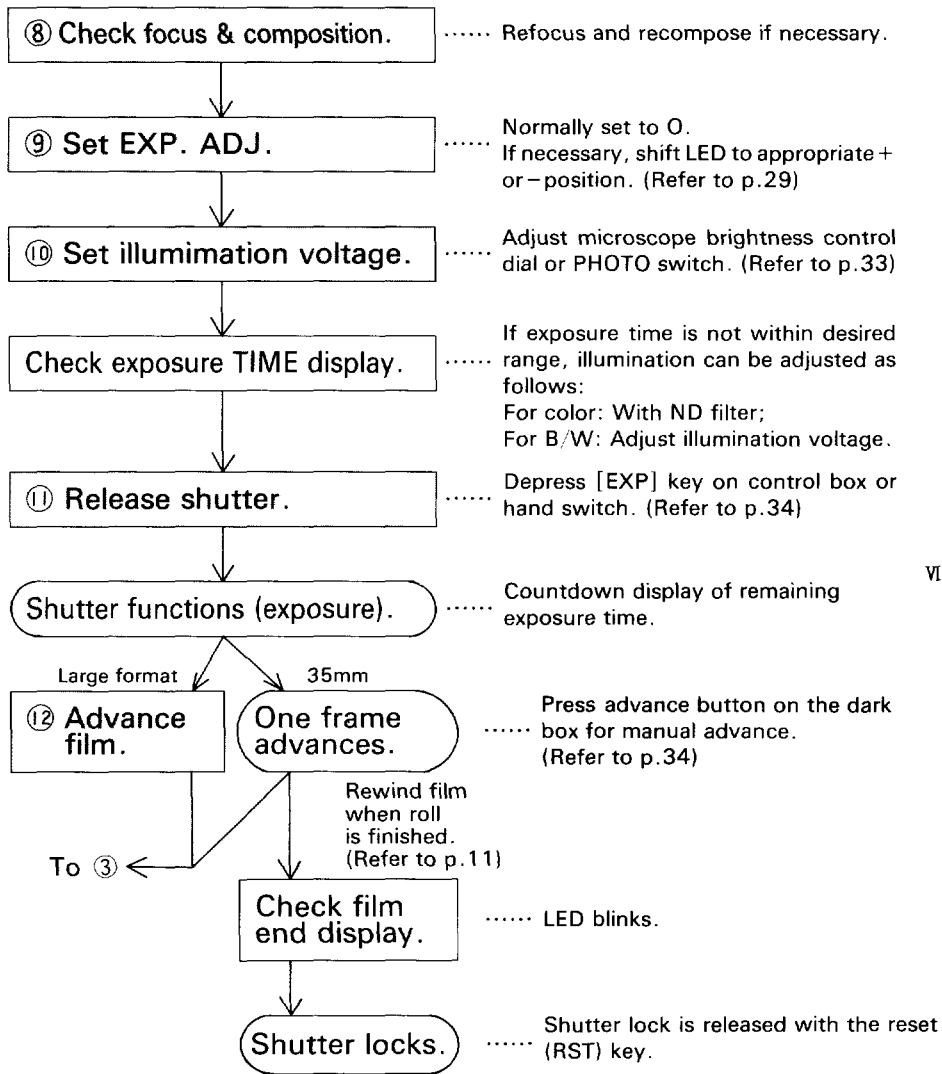 ⑧ Check focus & composition.
...... Refocus and recompose if necessary.
⑨ Set EXP. ADJ.
...... Normally set to O.
If necessary, shift LED to appropriate +
or − position. (Refer to p.29)
⑩ Set illumimation voltage.
...... Adjust microscope brightness control
dial or PHOTO switch. (Refer to p.33)
Check exposure TIME display.
...... If exposure time is not within desired
range, illumination can be adjusted as
follows:
For color: With ND filter;
For B/W: Adjust illumination voltage.
⑪ Release shutter.
...... Depress [EXP] key on control box or
hand switch. (Refer to p.34)
VI
Shutter functions (exposure).
...... Countdown display of remaining
exposure time.
Large format
35mm
⑫ Advance
film.
One frame
advances.
...... Press advance button on the dark
box for manual advance.
(Refer to p.34)
Rewind film
when roll
is finished.
(Refer to p.11)
To ③
Check film
end display.
...... LED blinks.
Shutter locks.
...... Shutter lock is released with the reset
(RST) key.